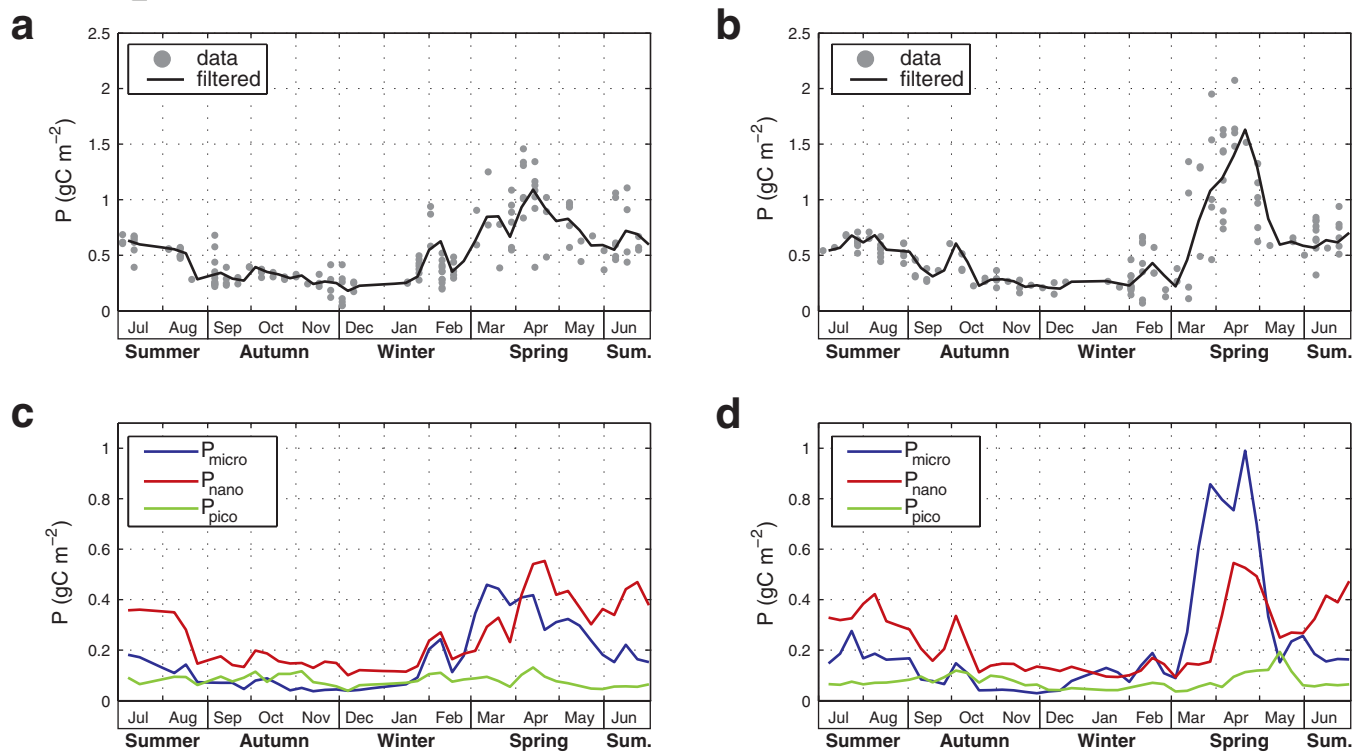 a
2.5
2
1.5
1
0.5
0
P (gC m⁻²)
data
filtered
Jul Aug Sep Oct Nov Dec Jan Feb Mar Apr May Jun
Summer Autumn Winter Spring Sum.
b
2.5
2
1.5
1
0.5
0
P (gC m⁻²)
data
filtered
Jul Aug Sep Oct Nov Dec Jan Feb Mar Apr May Jun
Summer Autumn Winter Spring Sum.
c
1
0.8
0.6
0.4
0.2
0
P (gC m⁻²)
P_micro
P_nano
P_pico
Jul Aug Sep Oct Nov Dec Jan Feb Mar Apr May Jun
Summer Autumn Winter Spring Sum.
d
1
0.8
0.6
0.4
0.2
0
P (gC m⁻²)
P_micro
P_nano
P_pico
Jul Aug Sep Oct Nov Dec Jan Feb Mar Apr May Jun
Summer Autumn Winter Spring Sum.